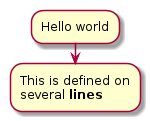 Hello world
This is defined on
several lines